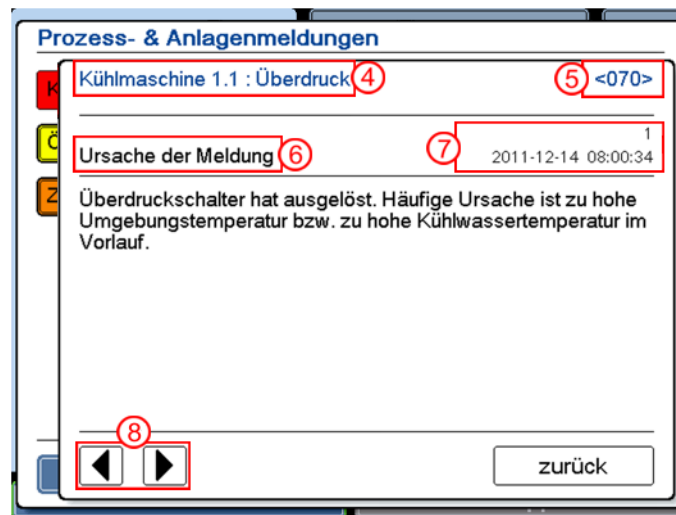 Prozess- & Anlagenmeldungen
Kühlmaschine 1.1 : Überdruck 4 5 <070>
1
Ursache der Meldung 6 7 2011-12-14 08:00:34
Überdruckschalter hat ausgelöst. Häufige Ursache ist zu hohe
Umgebungstemperatur bzw. zu hohe Kühlwassertemperatur im
Vorlauf.
8
zurück